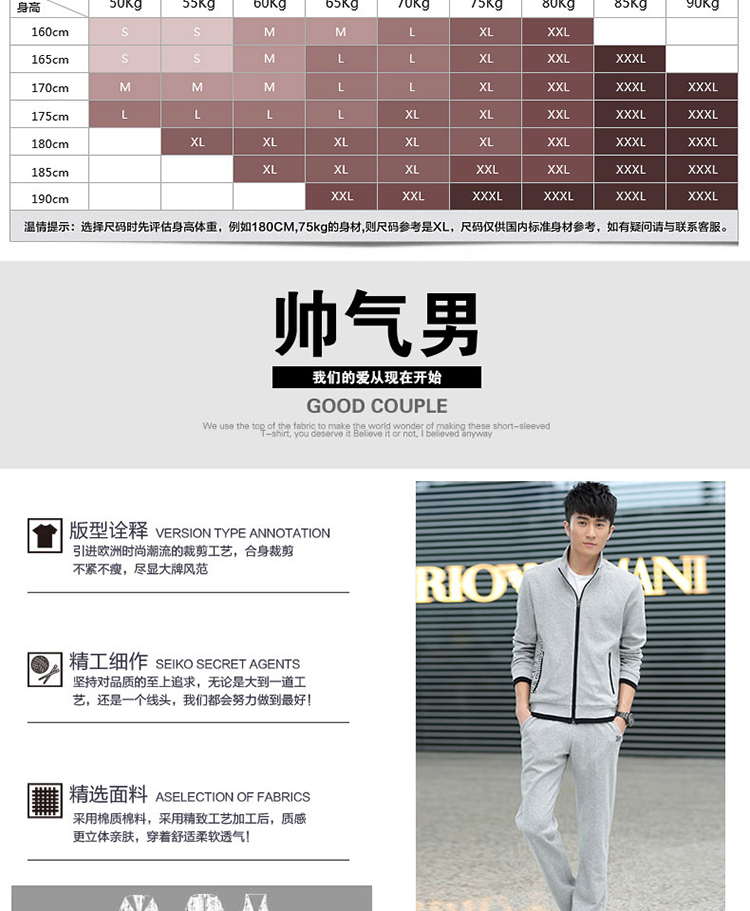 身高 50Kg 55Kg 60Kg 65Kg 70Kg 75Kg 80Kg 85Kg 90Kg
160cm S S M M L XL XXL
165cm S S M L L XL XXL XXXL
170cm M M M L L XL XXL XXXL XXXL
175cm L L L L XL XL XXL XXXL XXXL
180cm XL XL XL XL XL XXL XXXL XXXL
185cm XL XL XL XXL XXL XXXL XXXL
190cm XXL XXL XXXL XXXL XXXL XXXL
温情提示：选择尺码时先评估身高体重，例如180CM,75kg的身材,则尺码参考是XL，尺码仅供国内标准身材参考，如有疑问请与联系客服。
帅气男
我们的爱从现在开始
GOOD COUPLE
We use the top of the fabric to make the world wonder of making these short-sleeved
T-shirt, you deserve it Believe it or not, I believed anyway
版型诠释 VERSION TYPE ANNOTATION
引进欧洲时尚潮流的裁剪工艺，合身裁剪
不紧不瘦，尽显大牌风范
精工细作 SEIKO SECRET AGENTS
坚持对品质的至上追求，无论是大到一道工
艺，还是一个线头，我们都会努力做到最好！
精选面料 ASELECTION OF FABRICS
采用棉质棉料，采用精致工艺加工后，质感
更立体亲肤，穿着舒适柔软透气！
RIO ANI